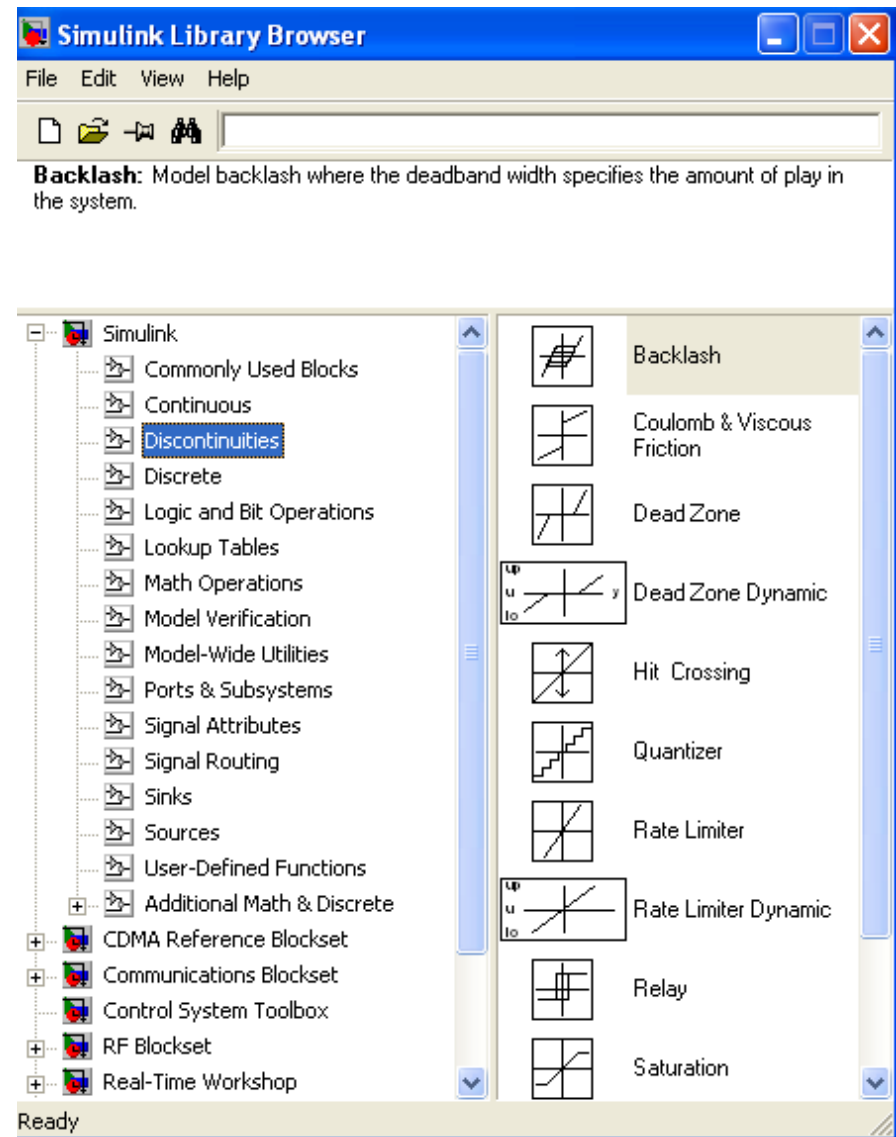 Simulink Library Browser
File Edit View Help
Backlash: Model backlash where the deadband width specifies the amount of play in
the system.
Simulink
Commonly Used Blocks
Continuous
Discontinuities
Discrete
Logic and Bit Operations
Lookup Tables
Math Operations
Model Verification
Model-Wide Utilities
Ports & Subsystems
Signal Attributes
Signal Routing
Sinks
Sources
User-Defined Functions
Additional Math & Discrete
CDMA Reference Blockset
Communications Blockset
Control System Toolbox
RF Blockset
Real-Time Workshop
Backlash
Coulomb & Viscous
Friction
Dead Zone
up
u y
lo
Dead Zone Dynamic
Hit Crossing
Quantizer
Rate Limiter
up
u
lo
Rate Limiter Dynamic
Relay
Saturation
Ready